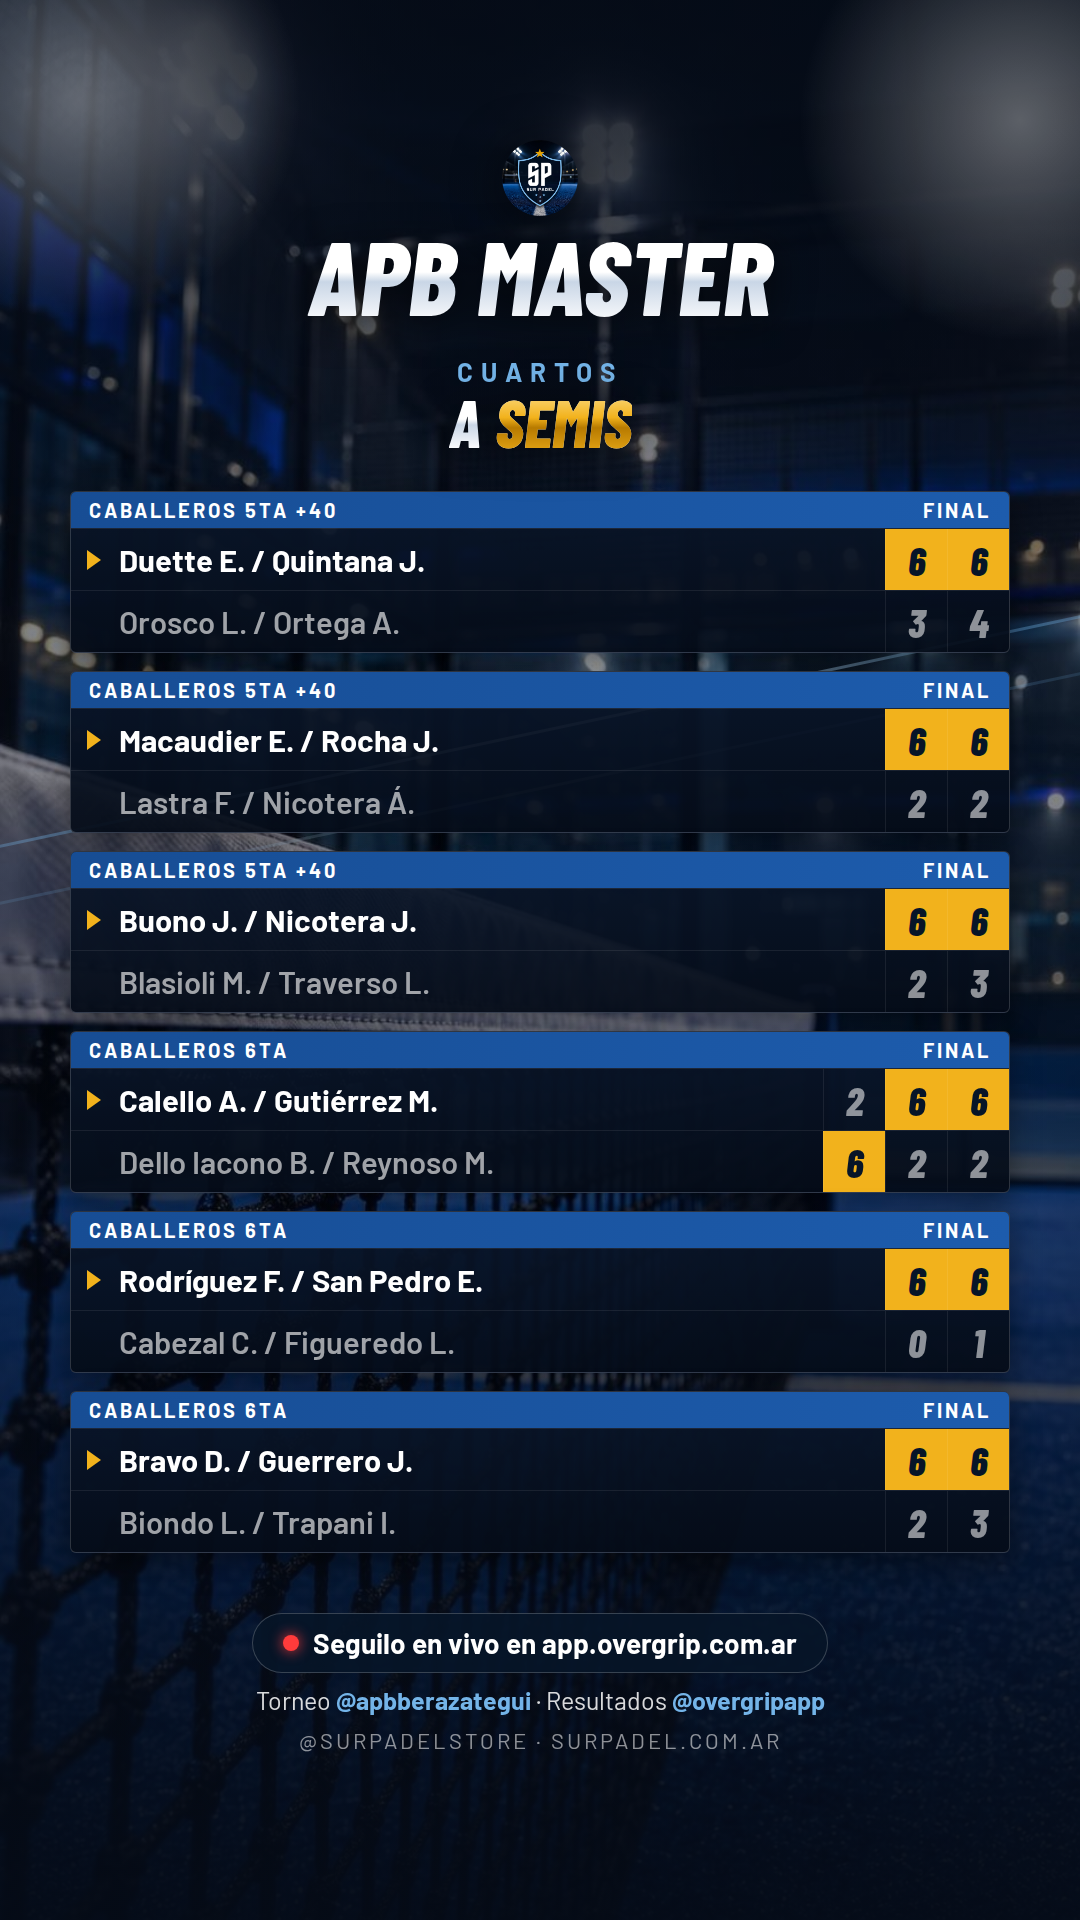 SP
SUR PADEL
APB MASTER
CUARTOS
A SEMIS
CABALLEROS 5TA +40 FINAL
Duette E. / Quintana J. 6 6
Orosco L. / Ortega A. 3 4
CABALLEROS 5TA +40 FINAL
Macaudier E. / Rocha J. 6 6
Lastra F. / Nicotera Á. 2 2
CABALLEROS 5TA +40 FINAL
Buono J. / Nicotera J. 6 6
Blasioli M. / Traverso L. 2 3
CABALLEROS 6TA FINAL
Calello A. / Gutiérrez M. 2 6 6
Dello Iacono B. / Reynoso M. 6 2 2
CABALLEROS 6TA FINAL
Rodríguez F. / San Pedro E. 6 6
Cabezal C. / Figueredo L. 0 1
CABALLEROS 6TA FINAL
Bravo D. / Guerrero J. 6 6
Biondo L. / Trapani I. 2 3
Seguilo en vivo en app.overgrip.com.ar
Torneo @apbberazategui · Resultados @overgripapp
@SURPADELSTORE · SURPADEL.COM.AR